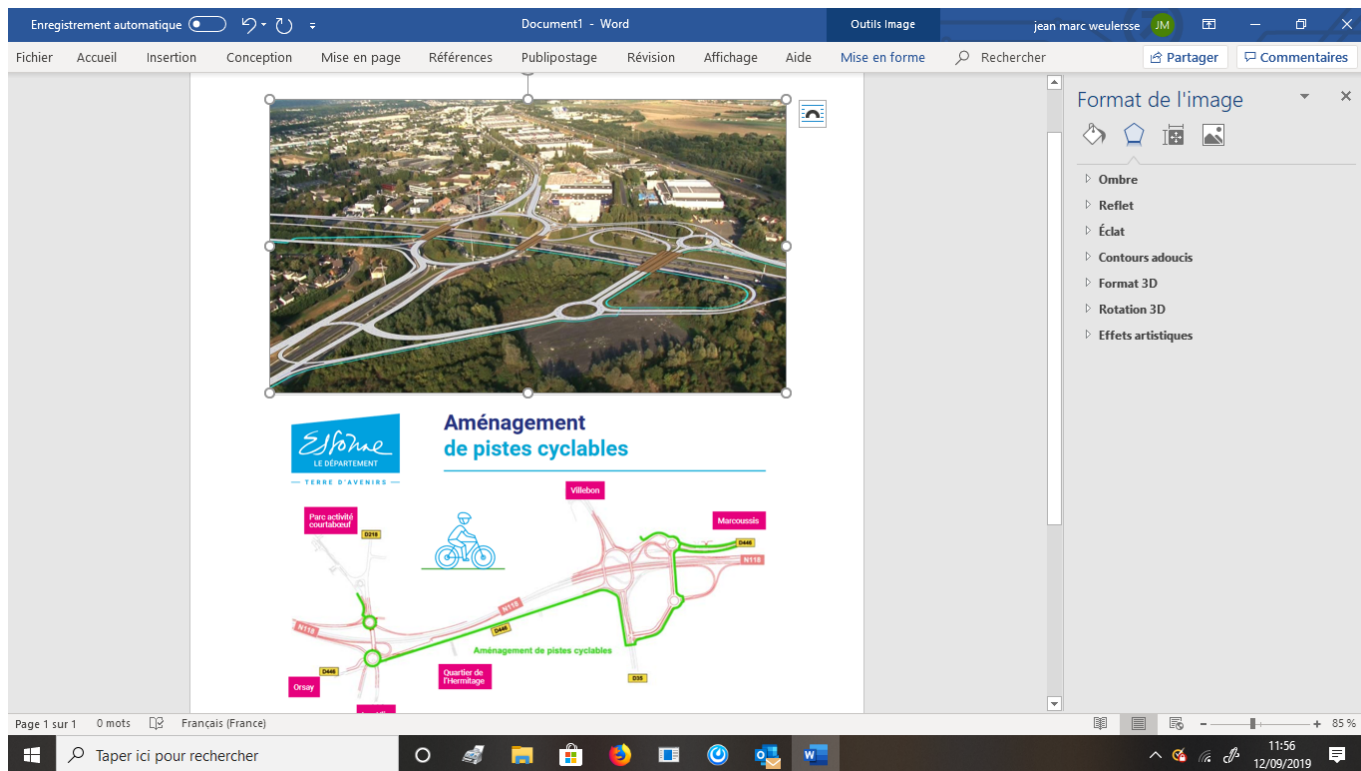 Enregistrement automatique
Document1 - Word
Outils Image
jean marc weulersse
JM
Fichier Accueil Insertion Conception Mise en page Références Publipostage Révision Affichage Aide Mise en forme Rechercher Partager Commentaires
Format de l'image
Ombre
Reflet
Éclat
Contours adoucis
Format 3D
Rotation 3D
Effets artistiques
Essonne
LE DÉPARTEMENT
TERRE D'AVENIRS
Aménagement
de pistes cyclables
Villebon
Parc activité
courtabœuf
D218
Marcoussis
D446
N118
N118
N118
D446
Aménagement de pistes cyclables
D446
Quartier de
l'Hermitage
D35
Orsay
Page 1 sur 1 0 mots Français (France) 85 %
Taper ici pour rechercher
11:56
12/09/2019